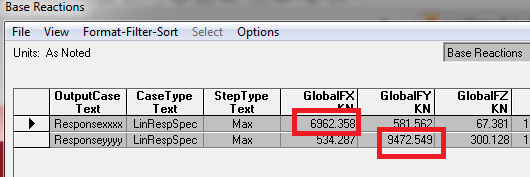 Base Reactions
File View Format-Filter-Sort Select Options
Units: As Noted
Base Reactions
OutputCase CaseType StepType GlobalFX GlobalFY GlobalFZ
Text Text Text KN KN KN
Responsexxxx LinRespSpec Max 6962.358 581.562 67.381 1
Responseyyyy LinRespSpec Max 534.287 9472.549 300.128 1